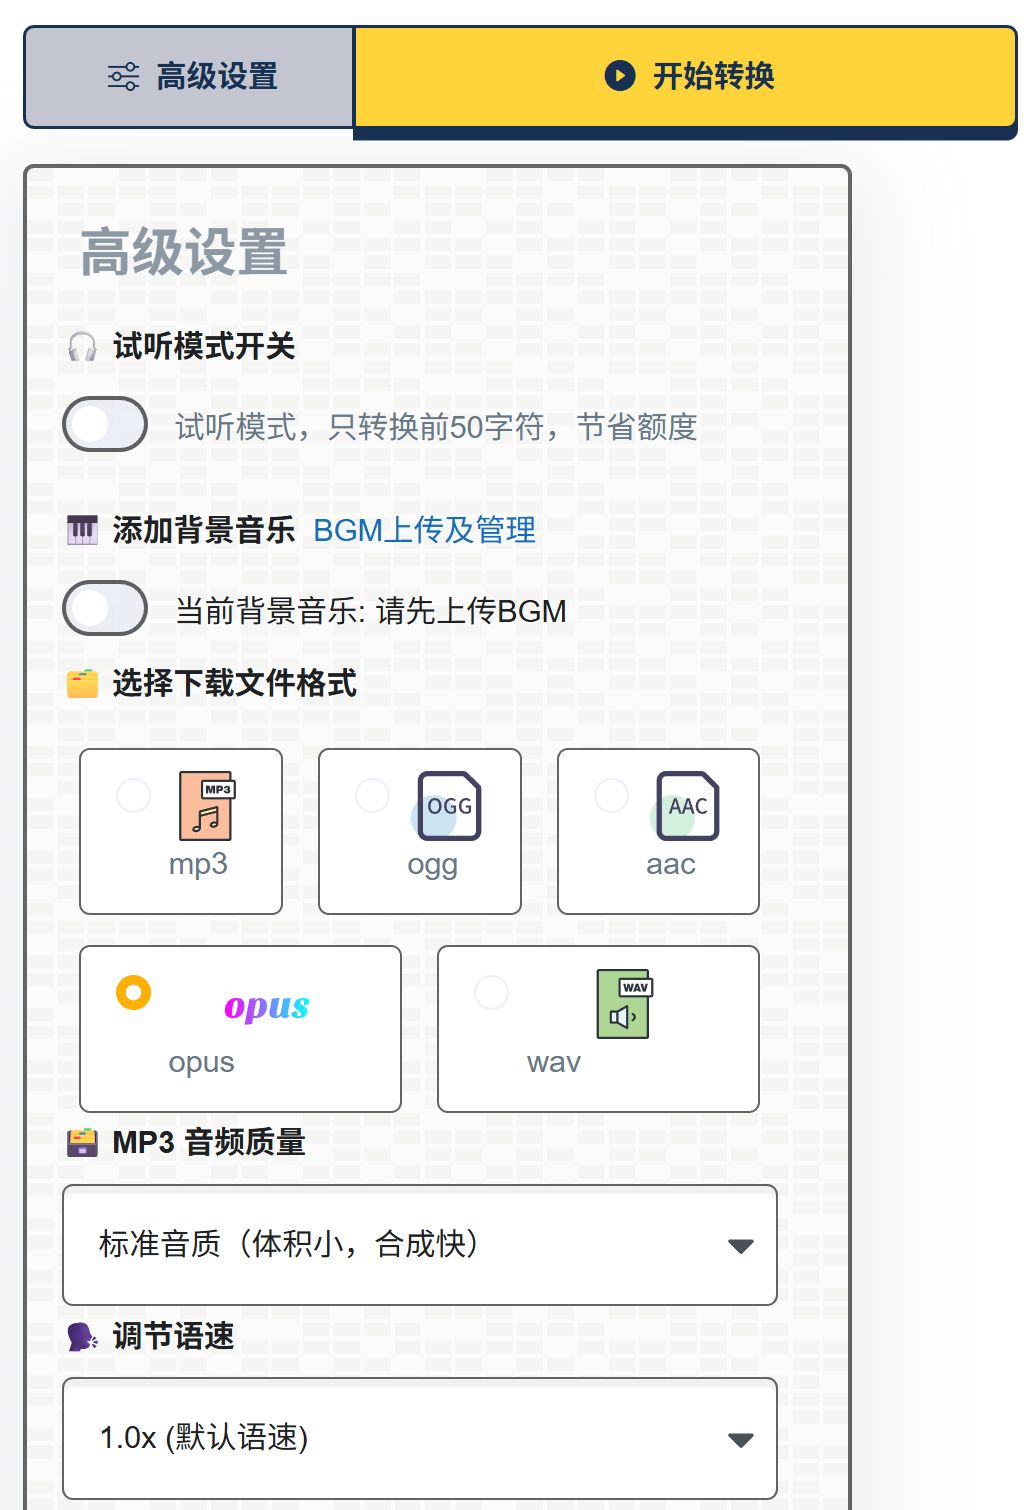 高级设置
开始转换
高级设置
试听模式开关
试听模式，只转换前50字符，节省额度
添加背景音乐 BGM上传及管理
当前背景音乐: 请先上传BGM
选择下载文件格式
MP3
OGG
AAC
mp3
ogg
aac
opus
WAV
opus
wav
MP3 音频质量
标准音质（体积小，合成快）
调节语速
1.0x (默认语速)